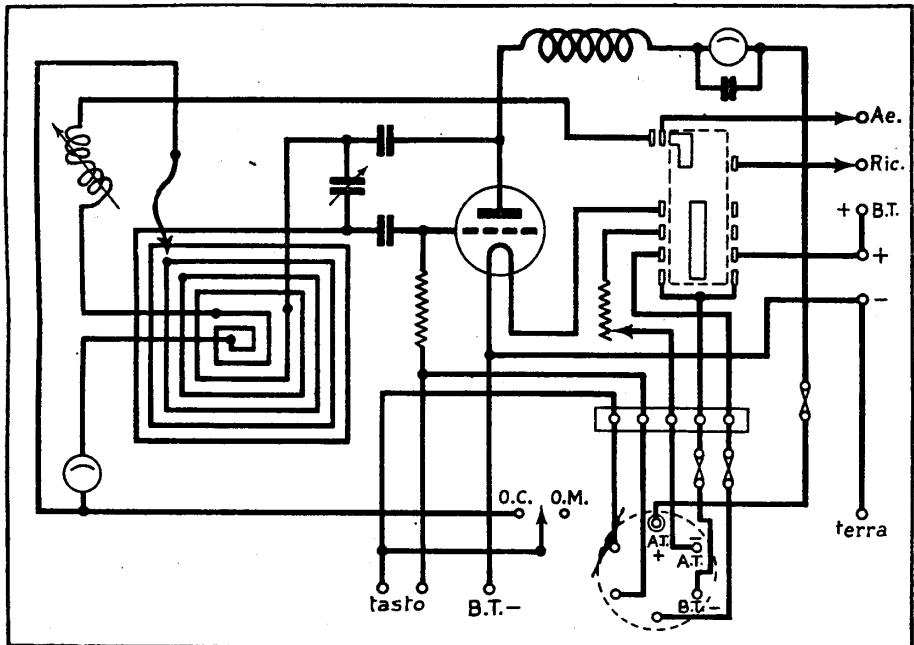 Ae.
Ric.
+ B.T.
+
-
O.C. O.M.
A.T.
+
-
A.T.
B.T. -
tasto B.T.-
terra